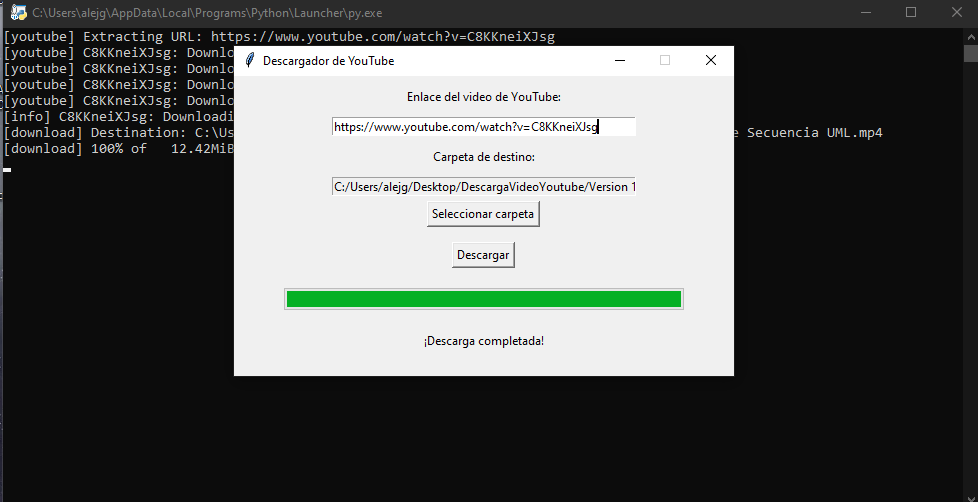 C:\Users\alejg\AppData\Local\Programs\Python\Launcher\py.exe
[youtube] Extracting URL: https://www.youtube.com/watch?v=C8KKneiXJsg
[youtube] C8KKneiXJsg: Downlo
[youtube] C8KKneiXJsg: Downlo
[youtube] C8KKneiXJsg: Downlo
[youtube] C8KKneiXJsg: Downlo
[info] C8KKneiXJsg: Downloadi
[download] Destination: C:\Us e Secuencia UML.mp4
[download] 100% of 12.42MiB
Descargador de YouTube
Enlace del video de YouTube:
https://www.youtube.com/watch?v=C8KKneiXJsg
Carpeta de destino:
C:/Users/alejg/Desktop/DescargaVideoYoutube/Version 1
Seleccionar carpeta
Descargar
¡Descarga completada!